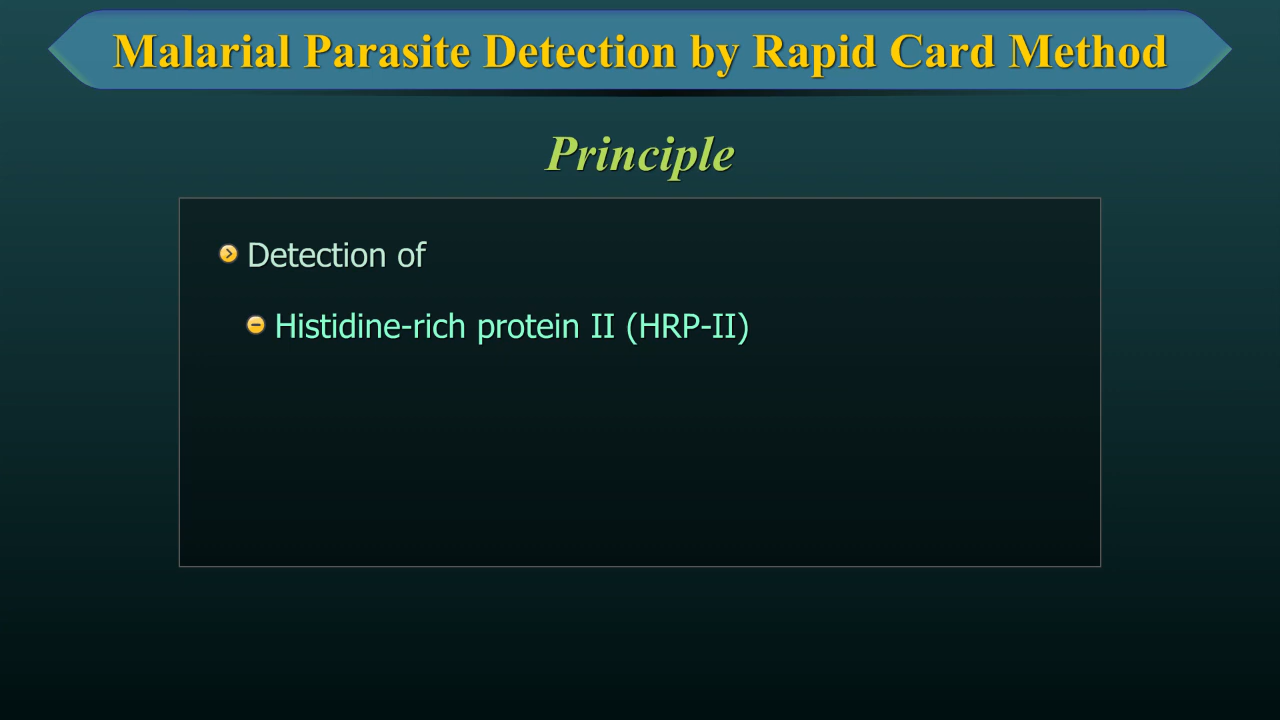 Malarial Parasite Detection by Rapid Card Method
Principle
Detection of
Histidine-rich protein II (HRP-II)